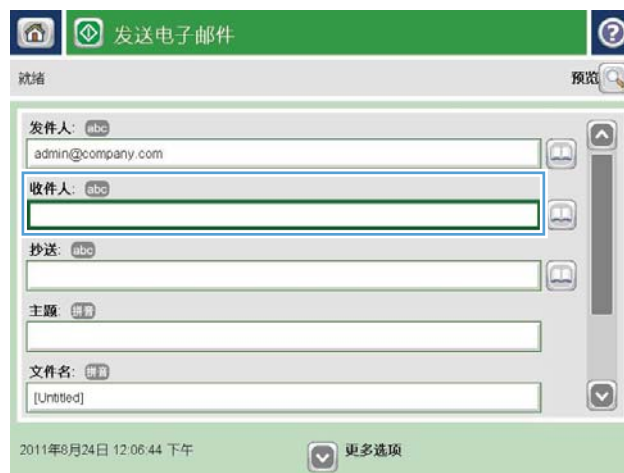 发送电子邮件
?
就绪
预览
发件人: abc
admin@company.com
收件人: abc
抄送: abc
主题: 拼音
文件名: 拼音
[Untitled]
2011年8月24日 12:06:44 下午
更多选项